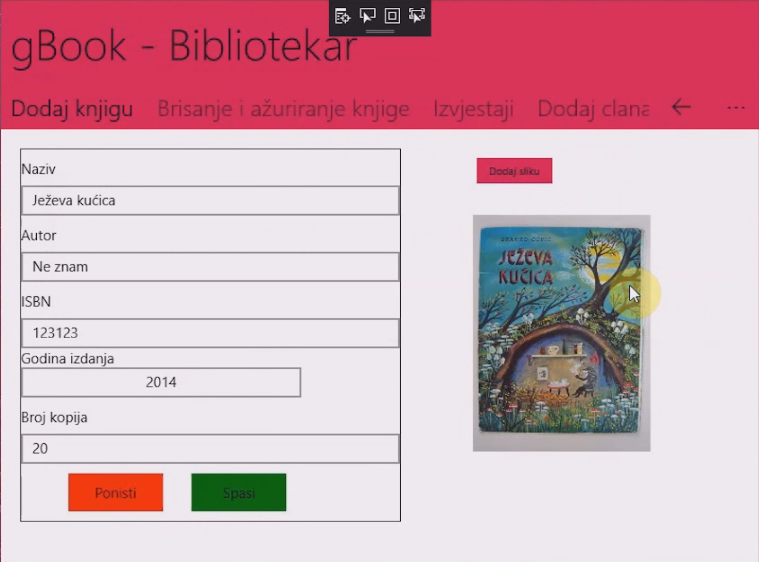 gBook - Bibliotekar
Dodaj knjigu Brisanje i ažuriranje knjige Izvjestaji Dodaj clana
Naziv
Ježeva kućica
Autor
Ne znam
ISBN
123123
Godina izdanja
2014
Broj kopija
20
Ponisti Spasi
Dodaj sliku
BRANKO ĆOPIĆ
JEŽEVA
KUĆICA